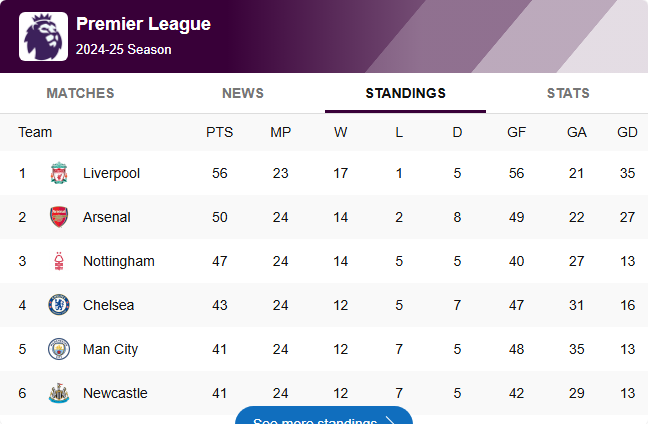 Premier League
2024-25 Season
MATCHES NEWS STANDINGS STATS
Team PTS MP W L D GF GA GD
1 Liverpool 56 23 17 1 5 56 21 35
2 Arsenal 50 24 14 2 8 49 22 27
3 Nottingham 47 24 14 5 5 40 27 13
4 Chelsea 43 24 12 5 7 47 31 16
5 Man City 41 24 12 7 5 48 35 13
6 Newcastle 41 24 12 7 5 42 29 13
See more standings